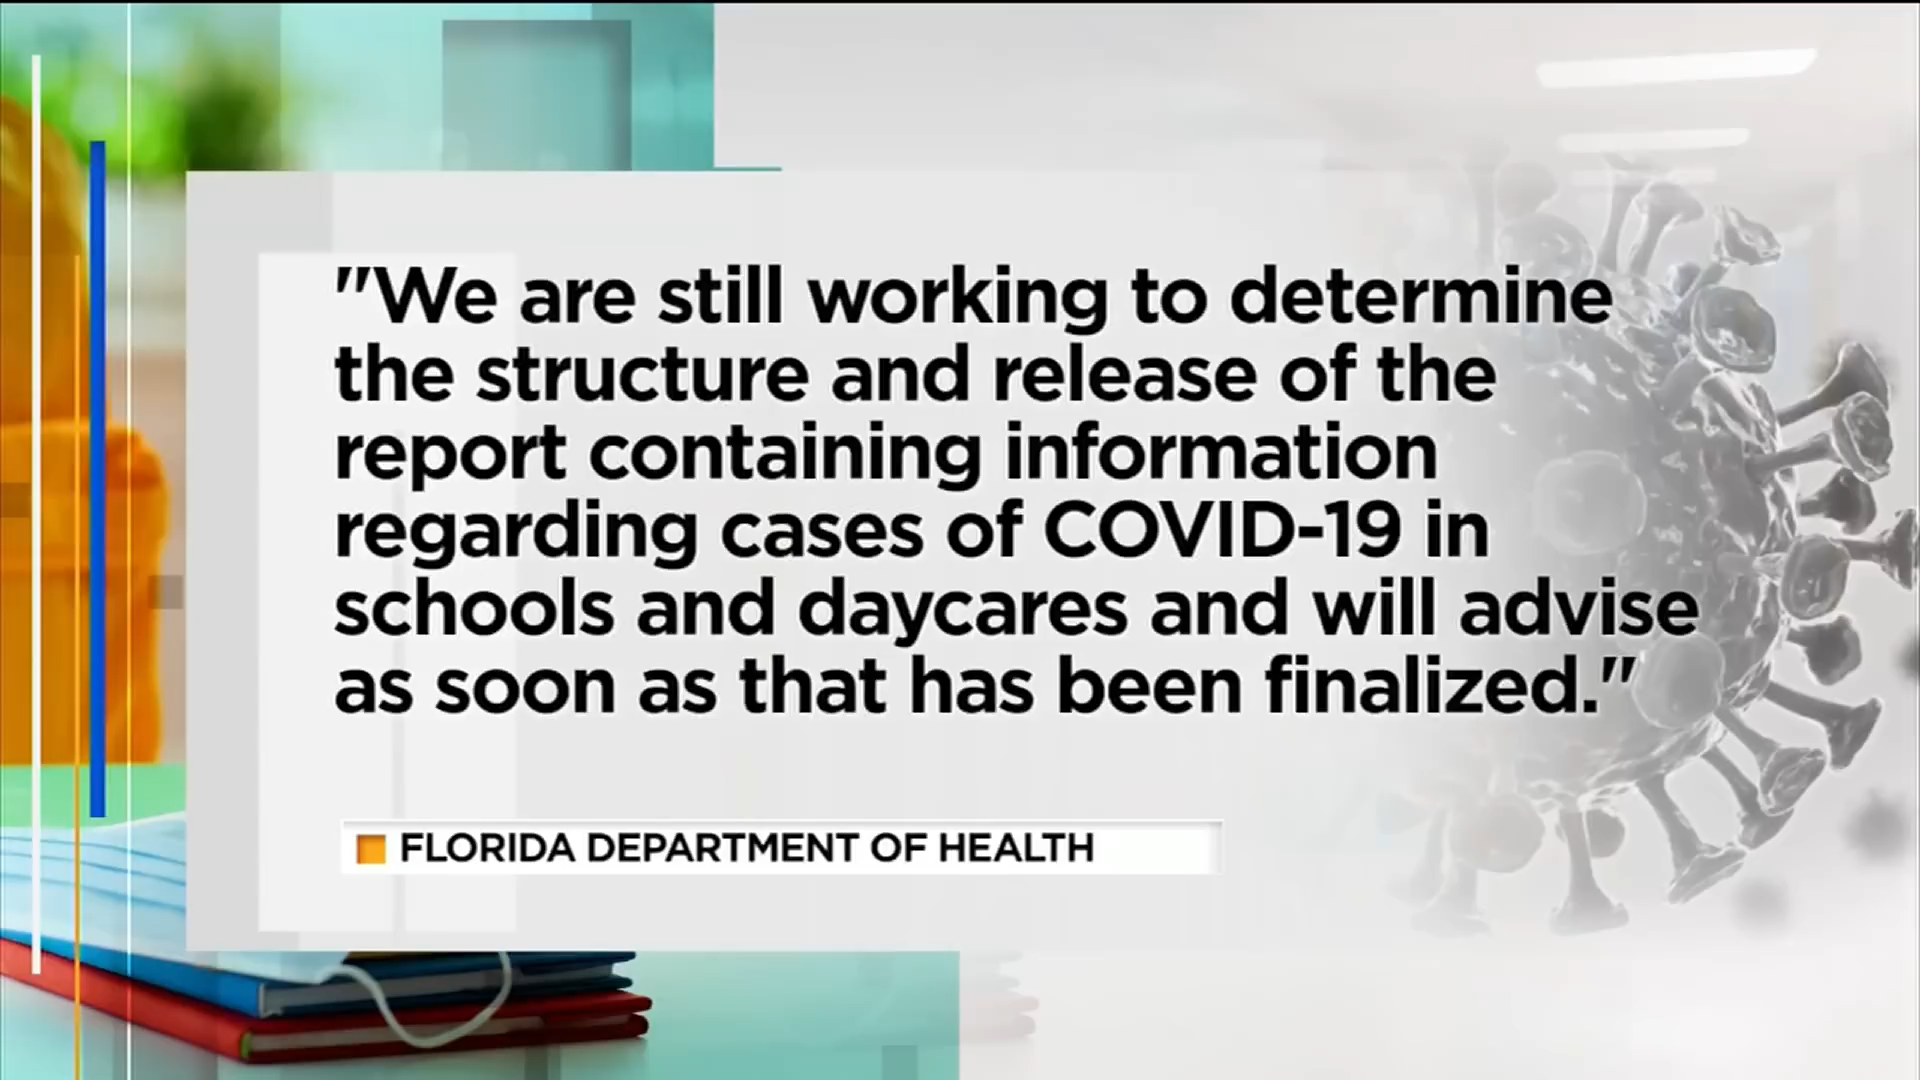 "We are still working to determine
the structure and release of the
report containing information
regarding cases of COVID-19 in
schools and daycares and will advise
as soon as that has been finalized."
FLORIDA DEPARTMENT OF HEALTH